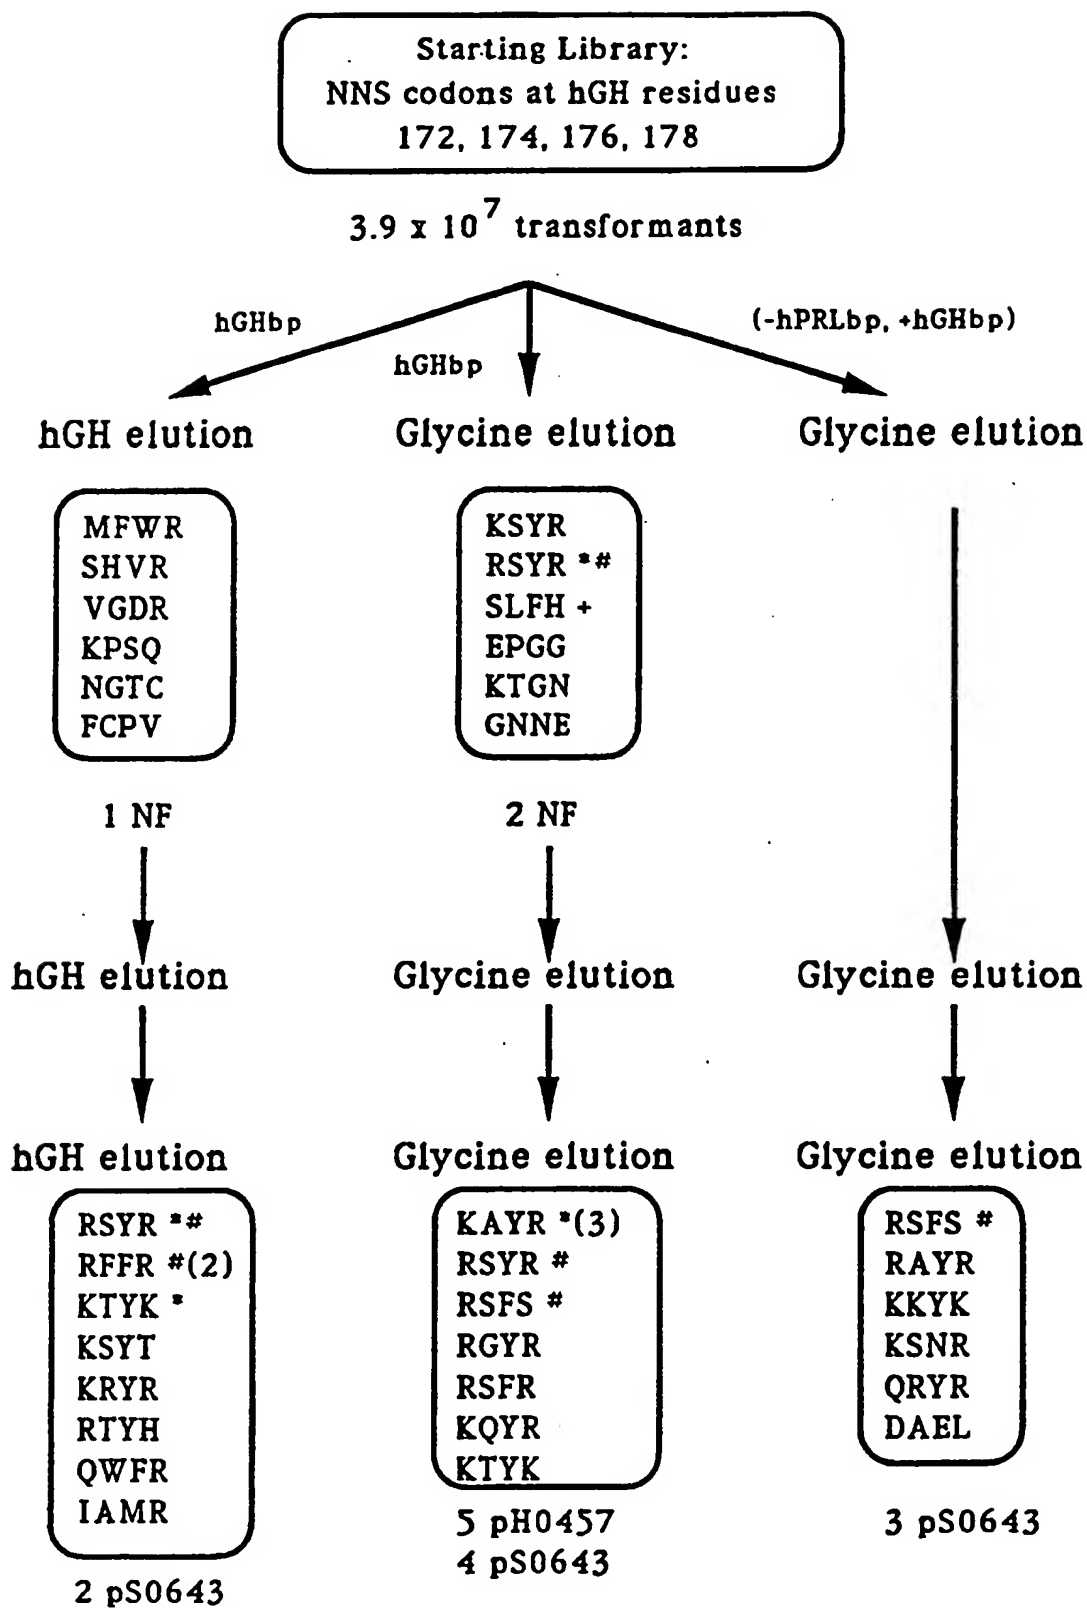 Starting Library:
NNS codons at hGH residues
172, 174, 176, 178
3.9 x 10^7 transformants
hGHbp
hGHbp
(-hPRLbp, +hGHbp)
hGH elution
Glycine elution
Glycine elution
MFWR
SHVR
VGDR
KPSQ
NGTC
FCPV
KSYR
RSYR *#
SLFH +
EPGG
KTGN
GNNE
1 NF
2 NF
hGH elution
Glycine elution
Glycine elution
hGH elution
Glycine elution
Glycine elution
RSYR *#
RFFR #(2)
KTYK *
KSYT
KRYR
RTYH
QWFR
IAMR
KAYR *(3)
RSYR #
RSFS #
RGYR
RSFR
KQYR
KTYK
RSFS #
RAYR
KKYK
KSNR
QRYR
DAEL
2 pS0643
5 pH0457
4 pS0643
3 pS0643